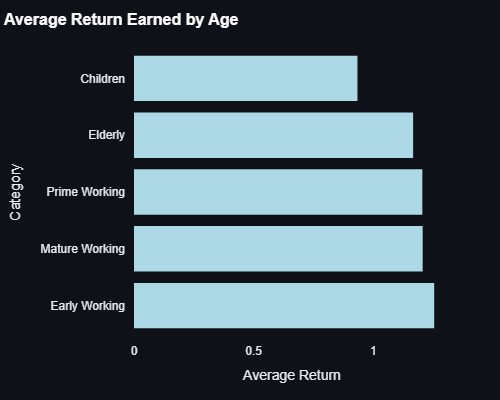 Average Return Earned by Age
Children
Elderly
Prime Working
Mature Working
Early Working
Category
0 0.5 1
Average Return